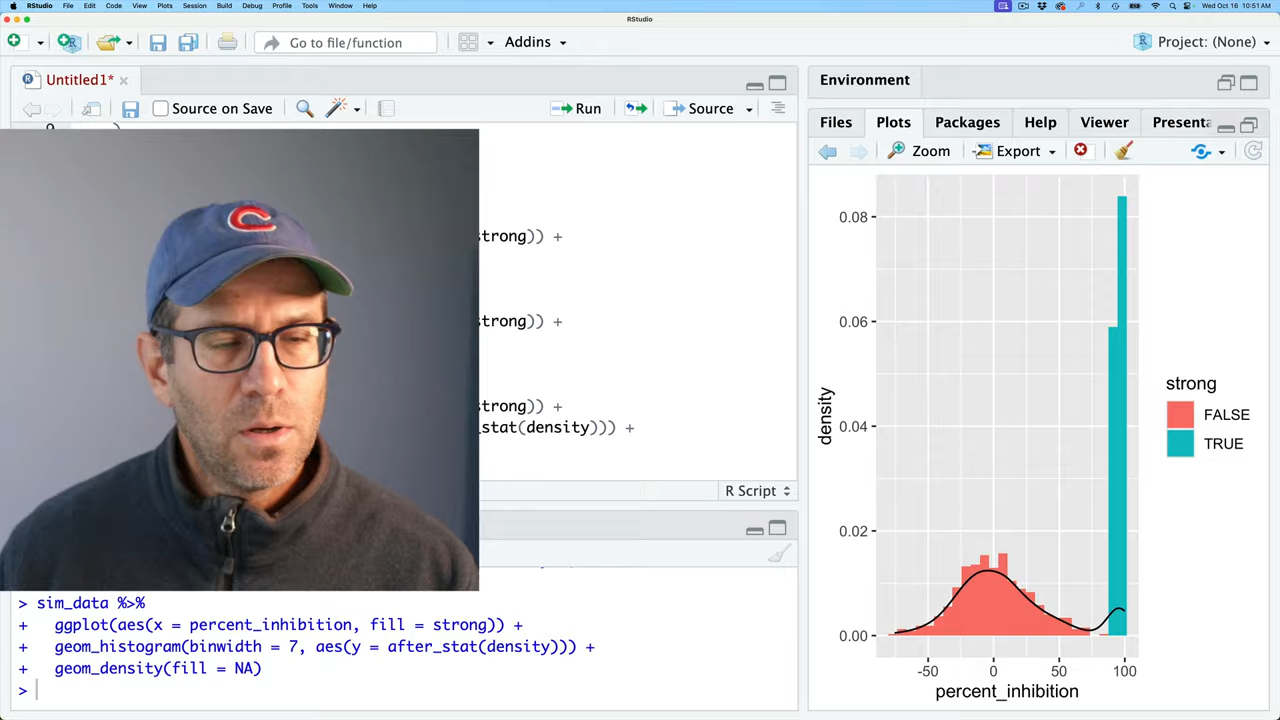 RStudio File Edit Code View Plots Session Build Debug Profile Tools Window Help
Wed Oct 16 10:51 AM
RStudio
Go to file/function
Addins
Project: (None)
Untitled1*
Source on Save
Run
Source
strong)) +
strong)) +
strong)) +
_stat(density))) +
R Script
> sim_data %>%
+ ggplot(aes(x = percent_inhibition, fill = strong)) +
+ geom_histogram(binwidth = 7, aes(y = after_stat(density))) +
+ geom_density(fill = NA)
>
Environment
Files Plots Packages Help Viewer Presenta
Zoom Export
0.08
0.06
0.04
0.02
0.00
density
-50 0 50 100
percent_inhibition
strong
FALSE
TRUE
C